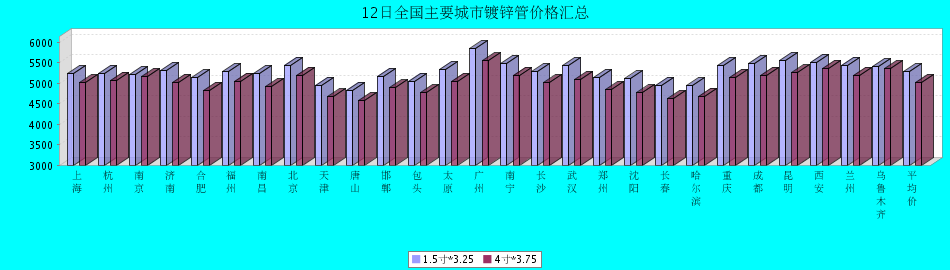 12日全国主要城市镀锌管价格汇总
6000
5500
5000
4500
4000
3500
3000
上海 杭州 南京 济南 合肥 福州 南昌 北京 天津 唐山 邯郸 包头 太原 广州 南宁 长沙 武汉 郑州 沈阳 长春 哈尔滨 重庆 成都 昆明 西安 兰州 乌鲁木齐 平均价
1.5寸*3.25 4寸*3.75